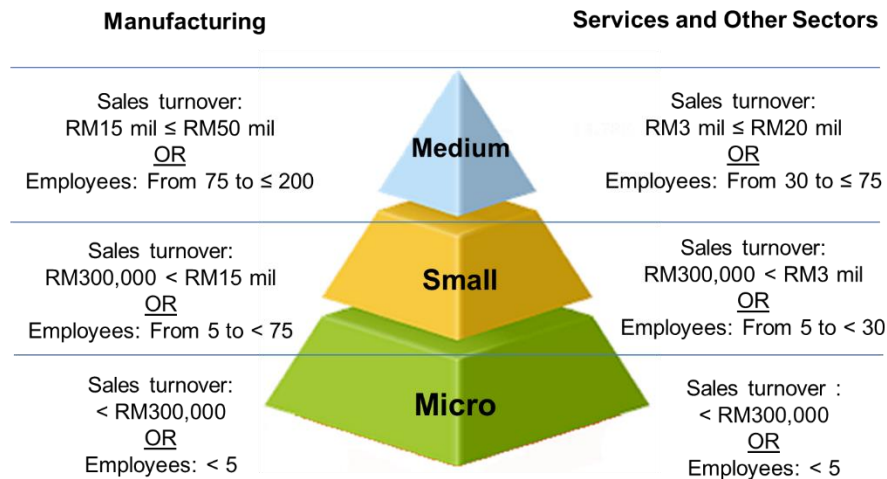 Manufacturing
Services and Other Sectors
Sales turnover:
RM15 mil ≤ RM50 mil
OR
Employees: From 75 to ≤ 200
Medium
Sales turnover:
RM3 mil ≤ RM20 mil
OR
Employees: From 30 to ≤ 75
Sales turnover:
RM300,000 < RM15 mil
OR
Employees: From 5 to < 75
Small
Sales turnover:
RM300,000 < RM3 mil
OR
Employees: From 5 to < 30
Sales turnover:
< RM300,000
OR
Employees: < 5
Micro
Sales turnover :
< RM300,000
OR
Employees: < 5